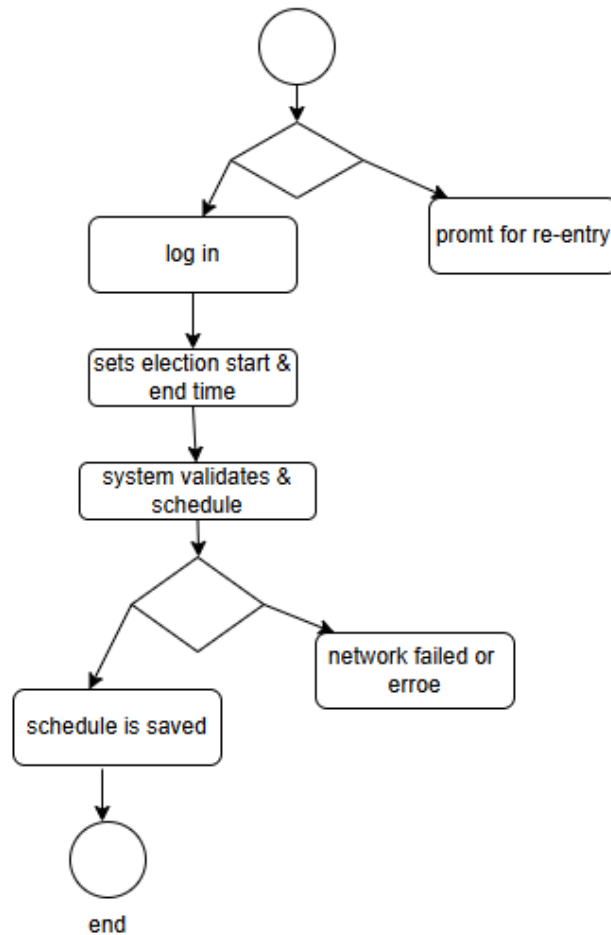 promt for re-entry
log in
sets election start &
end time
system validates &
schedule
network failed or
erroe
schedule is saved
end